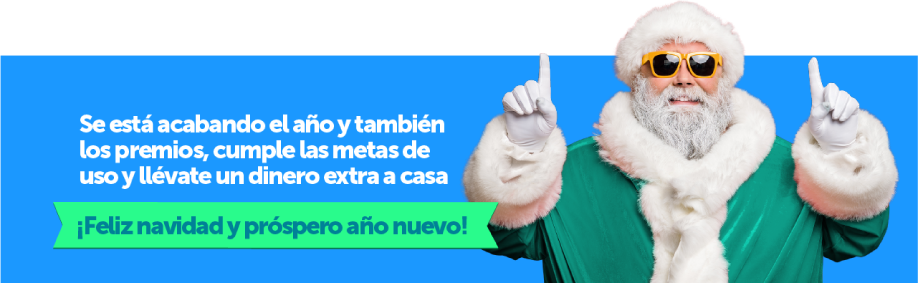 Se está acabando el año y también
los premios, cumple las metas de
uso y llévate un dinero extra a casa
¡Feliz navidad y próspero año nuevo!